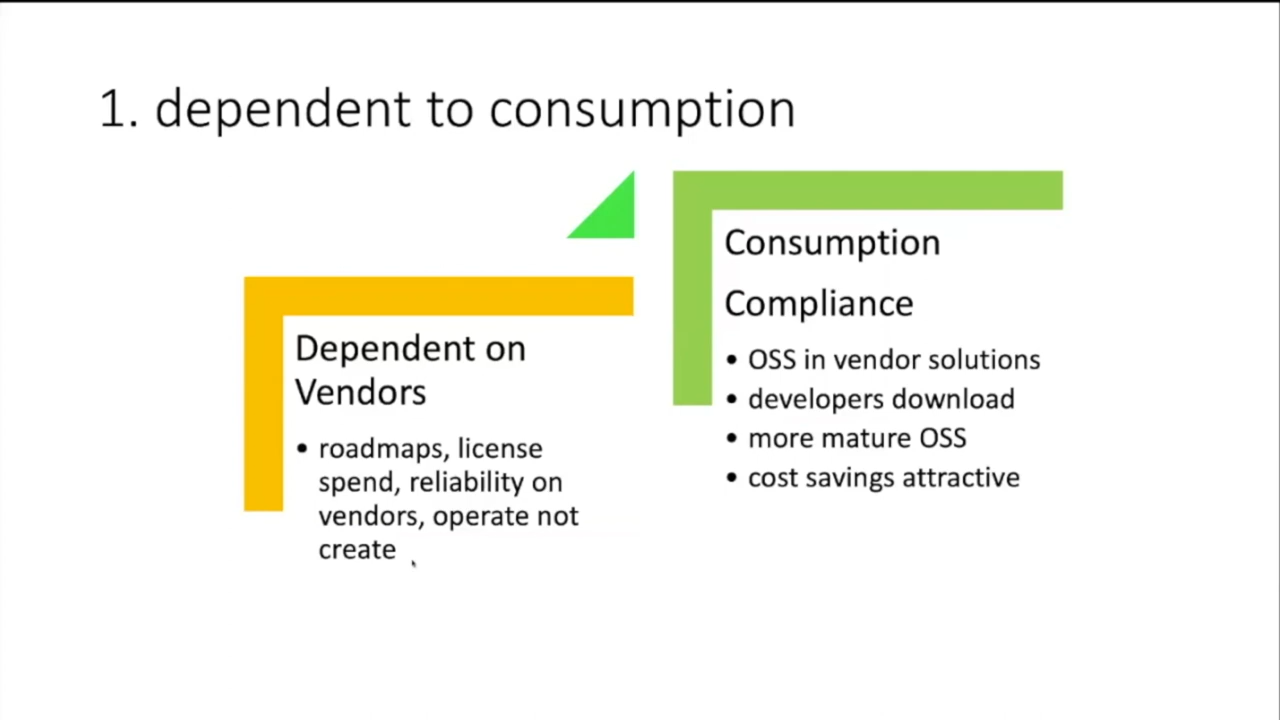 1. dependent to consumption
Dependent on
Vendors
• roadmaps, license
spend, reliability on
vendors, operate not
create
Consumption
Compliance
• OSS in vendor solutions
• developers download
• more mature OSS
• cost savings attractive